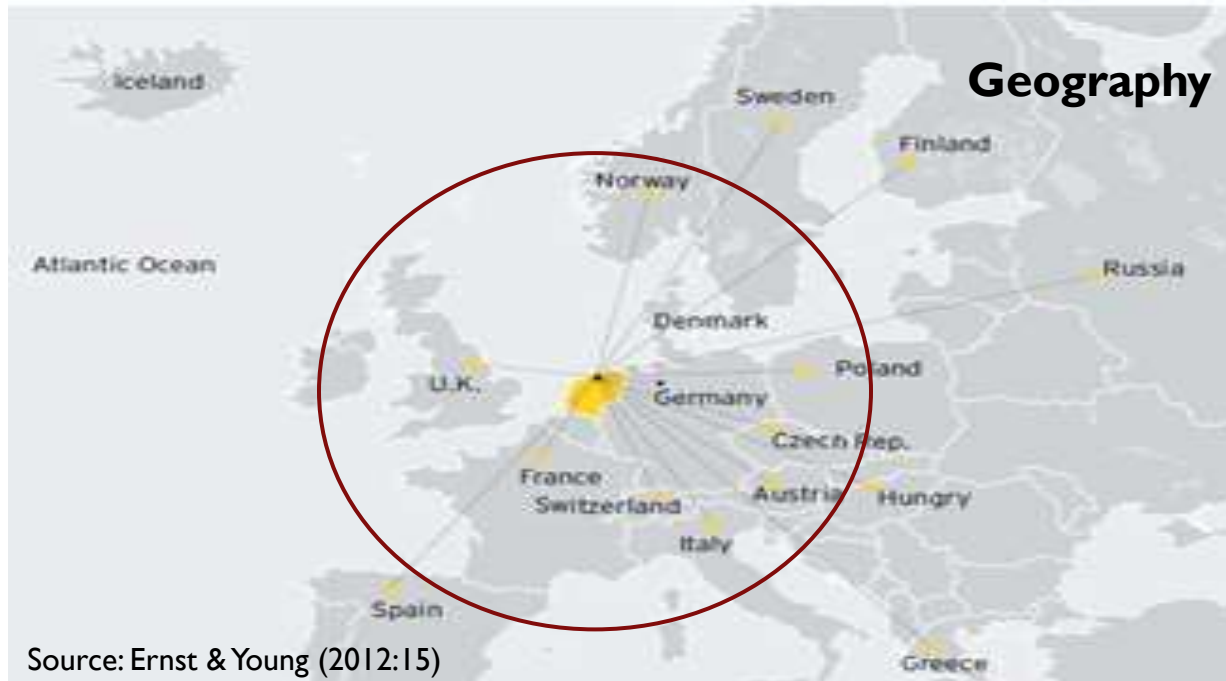 Geography
Iceland
Sweden
Finland
Norway
Atlantic Ocean
Russia
Denmark
Poland
U.K.
Germany
Czech Rep.
France
Switzerland
Austria
Hungry
Italy
Spain
Greece
Source: Ernst & Young (2012:15)